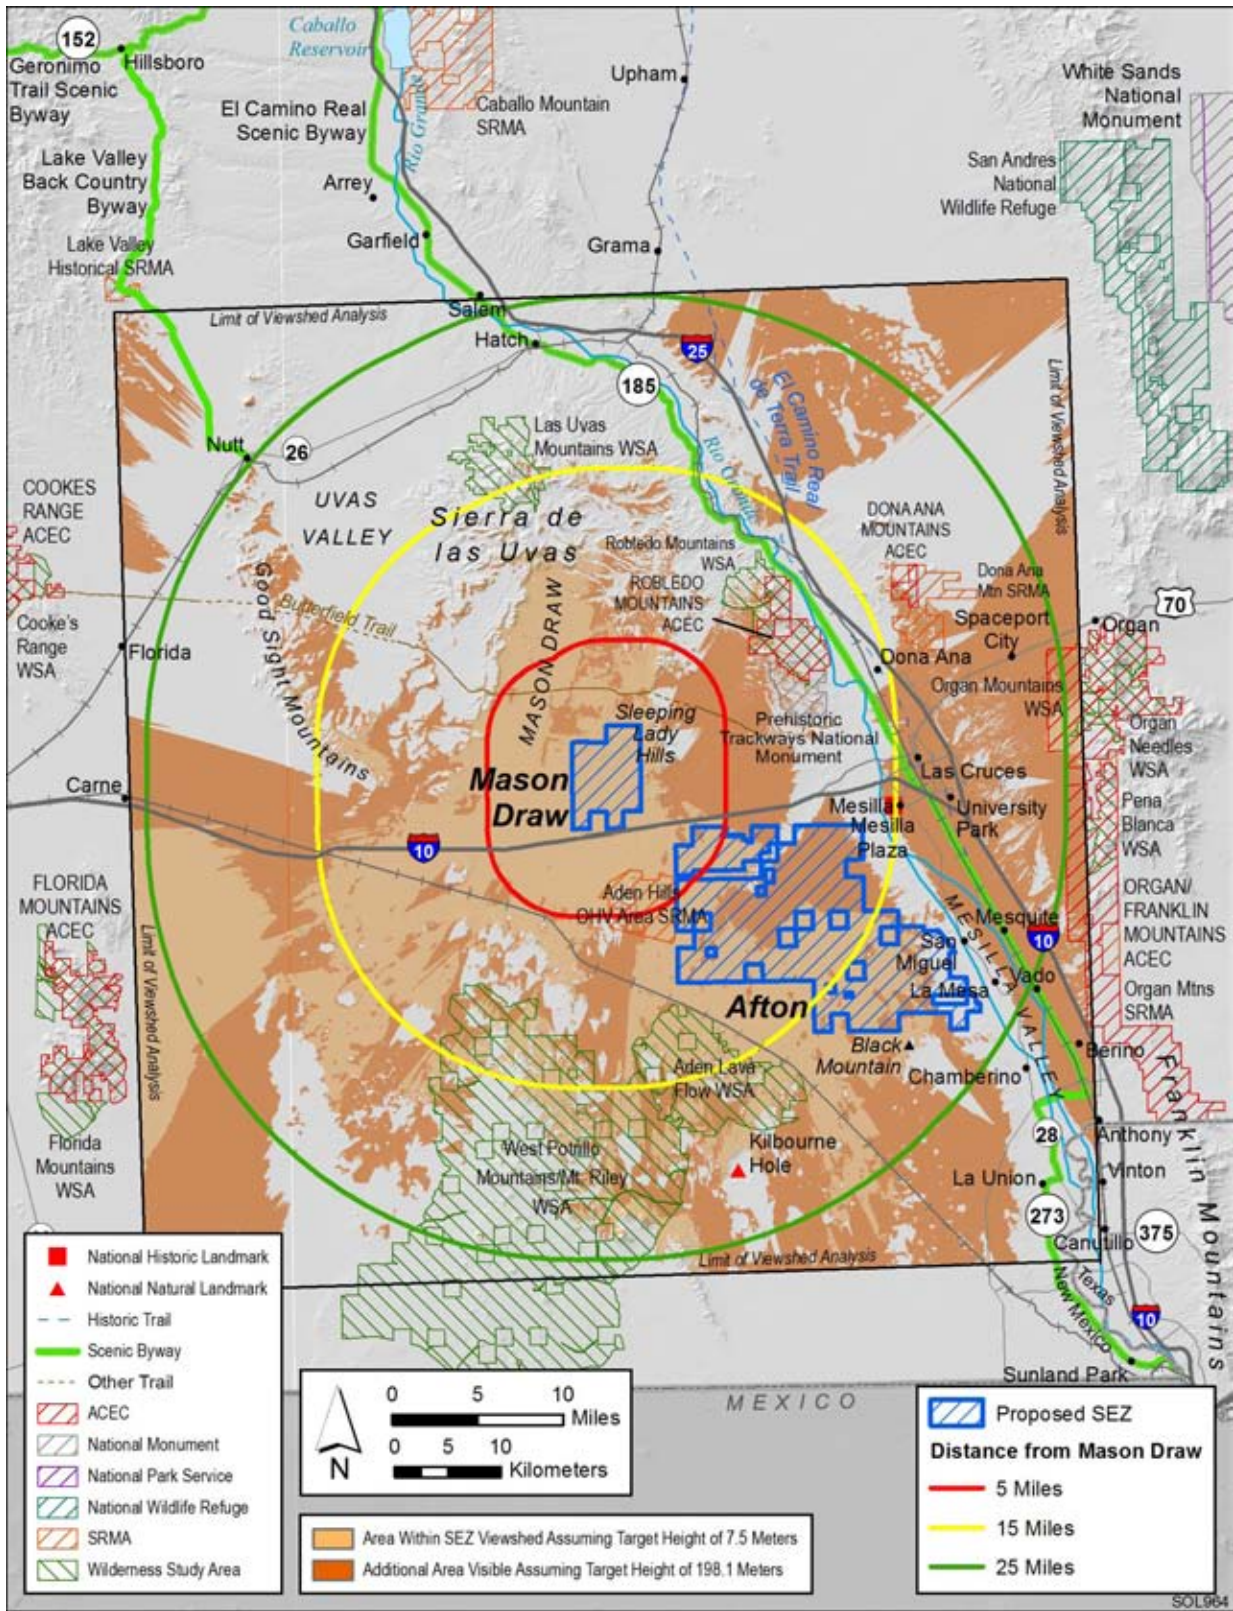 152
Hillsboro
Geronimo
Trail Scenic
Byway
Caballo
Reservoir
El Camino Real
Scenic Byway
Rio Grande
Caballo Mountain
SRMA
Upham
White Sands
National
Monument
San Andres
National
Wildlife Refuge
Lake Valley
Back Country
Byway
Arrey
Garfield
Grama
Lake Valley
Historical SRMA
Limit of Viewshed Analysis
Salem
Hatch
25
185
El Camino Real
de Terra Trail
Limit of Viewshed Analysis
Nutt
26
Las Uvas
Mountains WSA
Rio Grande
COOKES
RANGE
ACEC
UVAS
VALLEY
Sierra de
las Uvas
DONA ANA
MOUNTAINS
ACEC
Robledo Mountains
WSA
ROBLEDO
MOUNTAINS
ACEC
Dona Ana
Mtn SRMA
Spaceport
City
70
Organ
Good Sight Mountains
Butterfield Trail
MASON DRAW
Cooke's
Range
WSA
Florida
Dona Ana
Organ Mountains
WSA
Sleeping
Lady
Hills
Prehistoric
Trackways National
Monument
Organ
Needles
WSA
Carne
Mason
Draw
Las Cruces
Mesilla
Mesilla
Plaza
University
Park
Pena
Blanca
WSA
10
FLORIDA
MOUNTAINS
ACEC
Aden Hills
OHV Area SRMA
MESILLA VALLEY
Mesquite
10
ORGAN/
FRANKLIN
MOUNTAINS
ACEC
Limit of Viewshed Analysis
San
Miguel
La Mesa
Vado
Organ Mtns
SRMA
Afton
Black
Mountain
Berino
Aden Lava
Flow WSA
Chamberino
Franklin Mountains
Florida
Mountains
WSA
West Potrillo
Mountains/Mt. Riley
WSA
Kilbourne
Hole
28
Anthony
La Union
Vinton
273
Canutillo
375
Limit of Viewshed Analysis
Texas
New Mexico
10
Sunland Park
MEXICO
National Historic Landmark
National Natural Landmark
Historic Trail
Scenic Byway
Other Trail
ACEC
National Monument
National Park Service
National Wildlife Refuge
SRMA
Wilderness Study Area
N
0 5 10
Miles
0 5 10
Kilometers
Area Within SEZ Viewshed Assuming Target Height of 7.5 Meters
Additional Area Visible Assuming Target Height of 198.1 Meters
Proposed SEZ
Distance from Mason Draw
5 Miles
15 Miles
25 Miles
SOL964